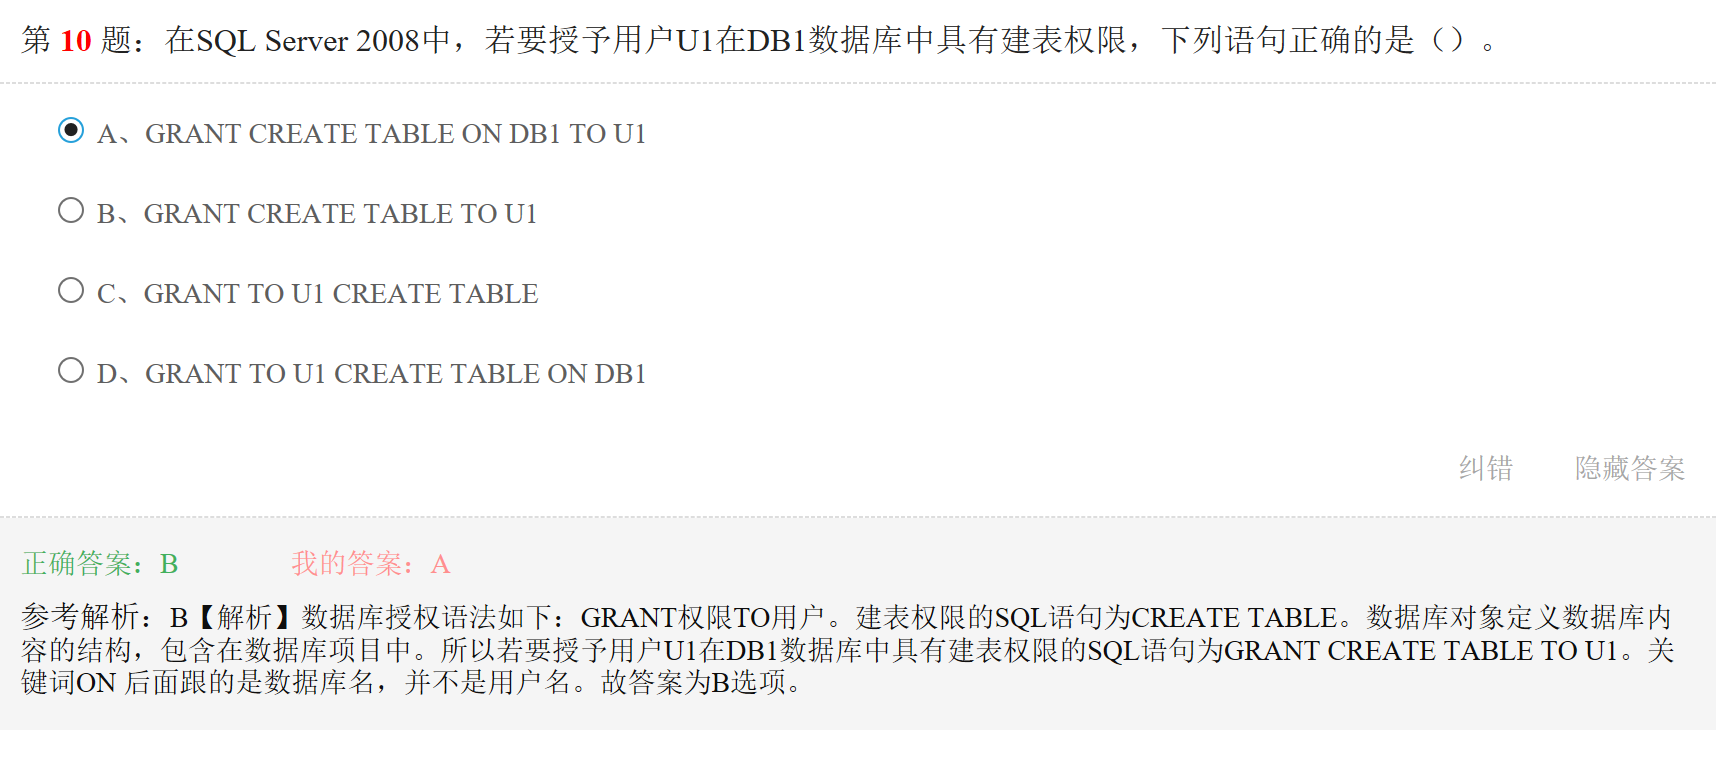 第 10 题：在SQL Server 2008中，若要授予用户U1在DB1数据库中具有建表权限，下列语句正确的是（）。
A、GRANT CREATE TABLE ON DB1 TO U1
B、GRANT CREATE TABLE TO U1
C、GRANT TO U1 CREATE TABLE
D、GRANT TO U1 CREATE TABLE ON DB1
纠错 隐藏答案
正确答案：B 我的答案：A
参考解析：B【解析】数据库授权语法如下：GRANT权限TO用户。建表权限的SQL语句为CREATE TABLE。数据库对象定义数据库内
容的结构，包含在数据库项目中。所以若要授予用户U1在DB1数据库中具有建表权限的SQL语句为GRANT CREATE TABLE TO U1。关
键词ON 后面跟的是数据库名，并不是用户名。故答案为B选项。